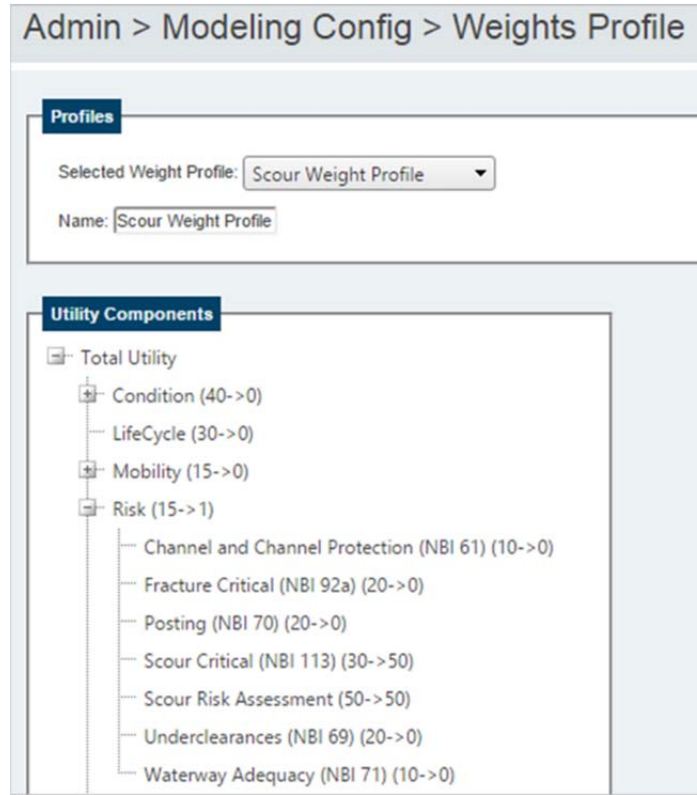 Admin > Modeling Config > Weights Profile
Profiles
Selected Weight Profile: Scour Weight Profile
Name: Scour Weight Profile
Utility Components
Total Utility
Condition (40->0)
LifeCycle (30->0)
Mobility (15->0)
Risk (15->1)
Channel and Channel Protection (NBI 61) (10->0)
Fracture Critical (NBI 92a) (20->0)
Posting (NBI 70) (20->0)
Scour Critical (NBI 113) (30->50)
Scour Risk Assessment (50->50)
Underclearances (NBI 69) (20->0)
Waterway Adequacy (NBI 71) (10->0)